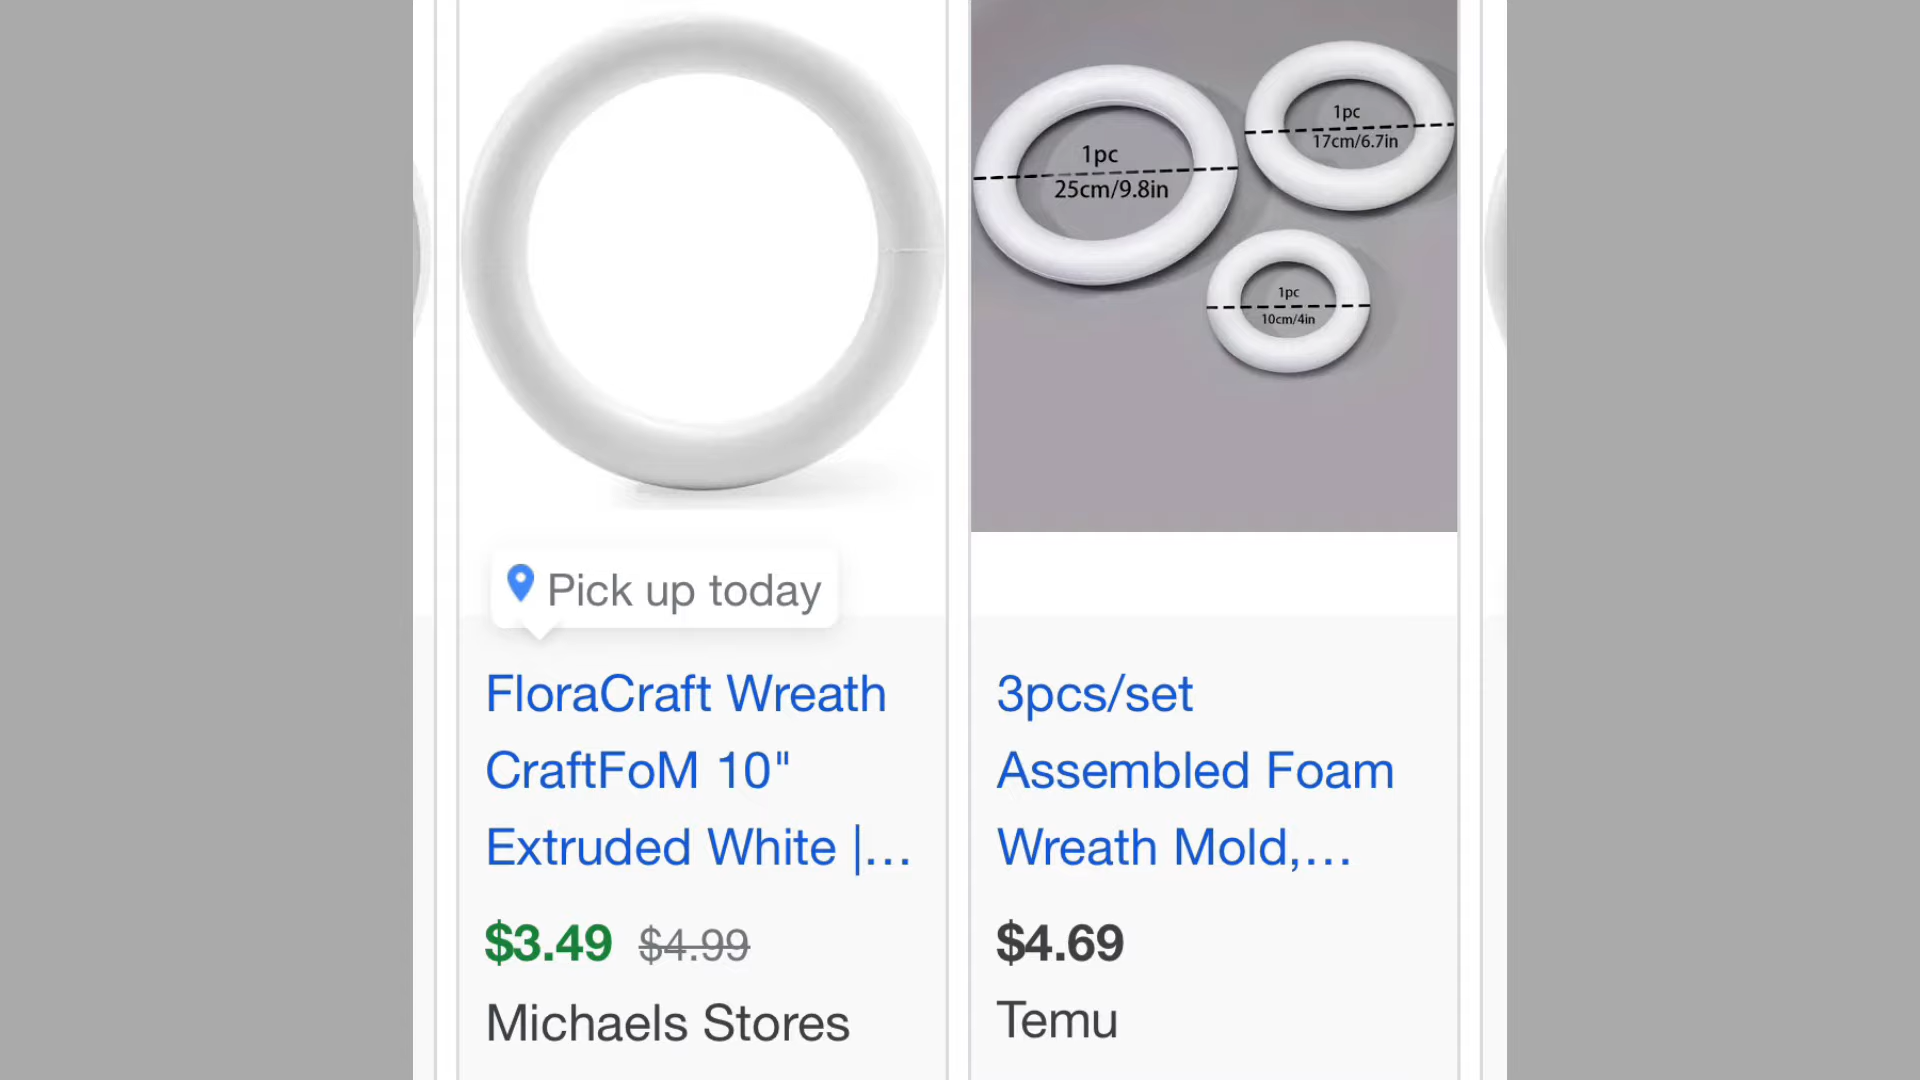 1pc
25cm/9.8in
1pc
17cm/6.7in
1pc
10cm/4in
Pick up today
FloraCraft Wreath
CraftFoM 10"
Extruded White |...
$3.49 $4.99
Michaels Stores
3pcs/set
Assembled Foam
Wreath Mold,...
$4.69
Temu